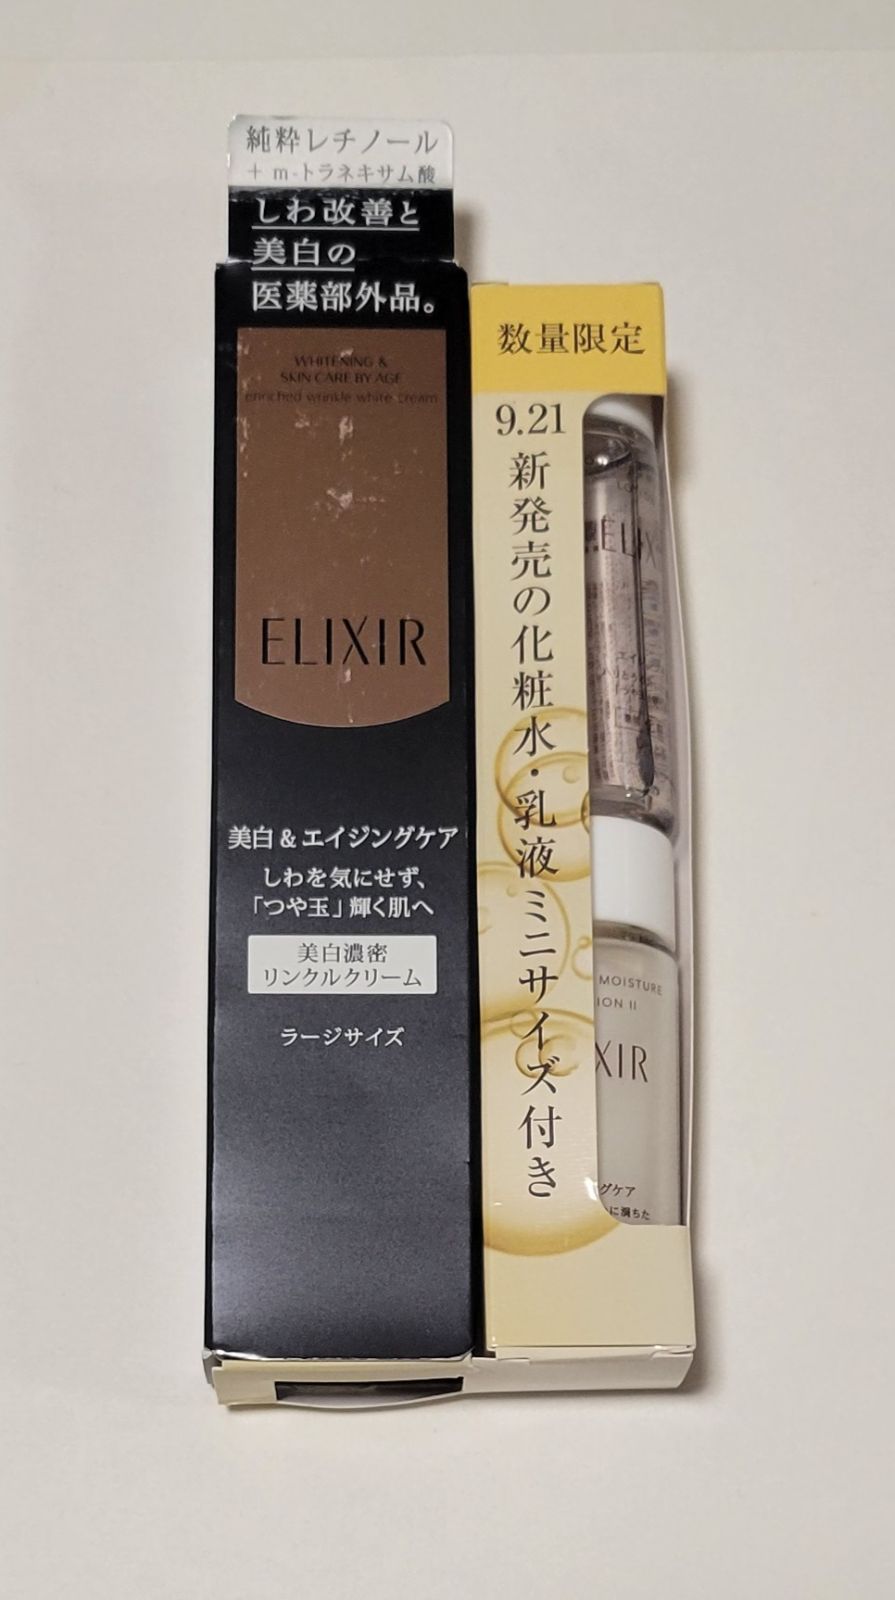 純粋レチノール
+ m-トラネキサム酸
しわ改善と
美白の
医薬部外品。
WHITENING &
SKIN CARE BY AGE
enriched wrinkle white cream
ELIXIR
美白&エイジングケア
しわを気にせず、
「つや玉」輝く肌へ
美白濃密
リンクルクリーム
ラージサイズ
数量限定
9.21
新発売の化粧水・乳液ミニサイズ付き
ELIXIR
MOISTURE
ION II
XIR
グケア
に満ちた